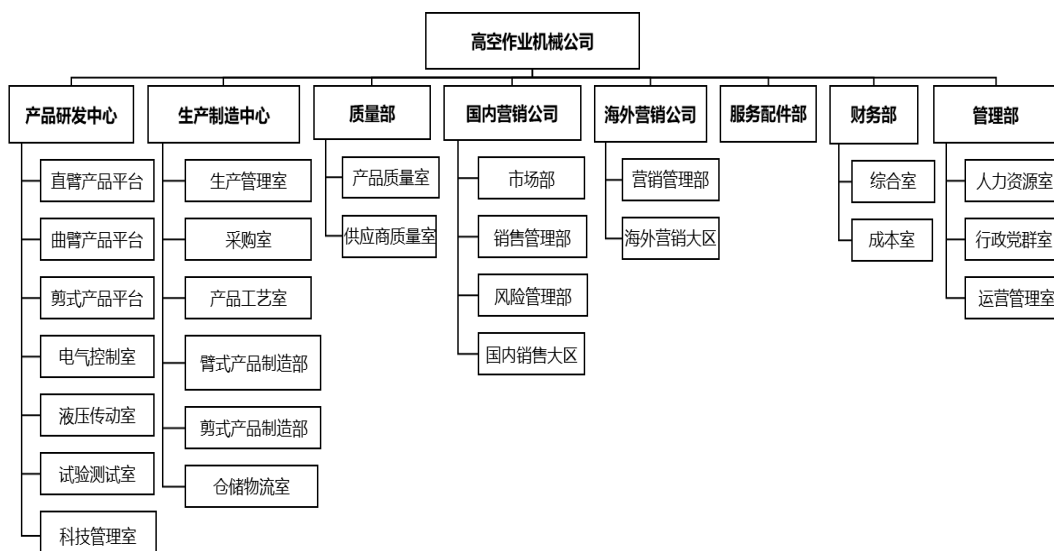 高空作业机械公司
产品研发中心
生产制造中心
质量部
国内营销公司
海外营销公司
服务配件部
财务部
管理部
直臂产品平台
曲臂产品平台
剪式产品平台
电气控制室
液压传动室
试验测试室
科技管理室
生产管理室
采购室
产品工艺室
臂式产品制造部
剪式产品制造部
仓储物流室
产品质量室
供应商质量室
市场部
销售管理部
风险管理部
国内销售大区
营销管理部
海外营销大区
综合室
成本室
人力资源室
行政党群室
运营管理室